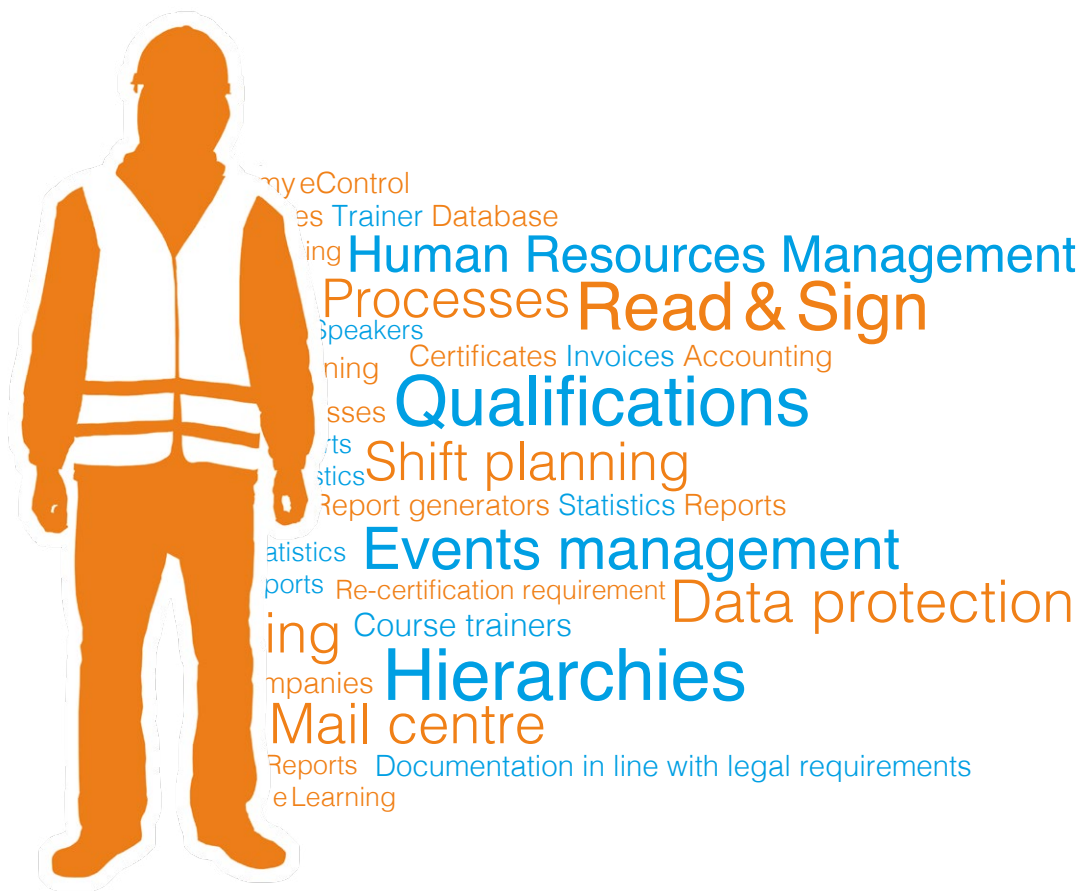 my eControl
es Trainer Database
ing Human Resources Management
Processes Read & Sign
Speakers
ning Certificates Invoices Accounting
sses Qualifications
rts
stics Shift planning
Report generators Statistics Reports
atistics Events management
ports Re-certification requirement Data protection
ing Course trainers
mpanies Hierarchies
Mail centre
Reports Documentation in line with legal requirements
e Learning